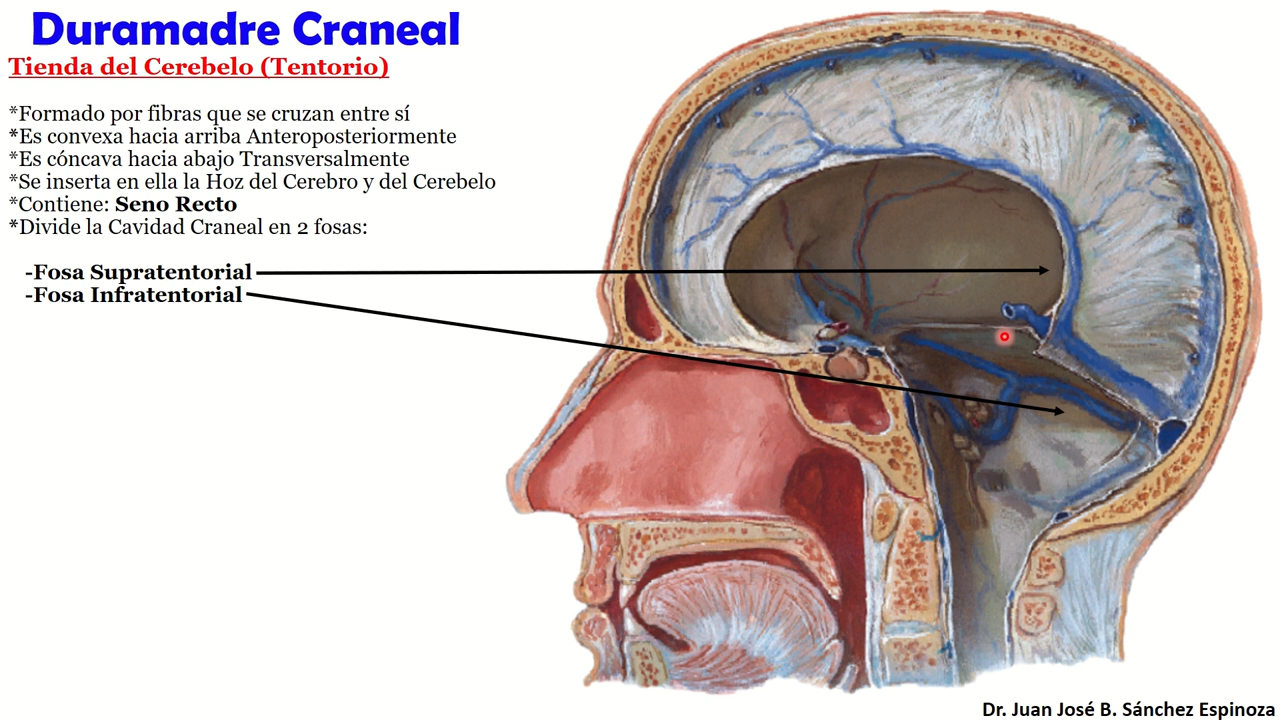 Duramadre Craneal
Tienda del Cerebelo (Tentorio)
*Formado por fibras que se cruzan entre sí
*Es convexa hacia arriba Anteroposteriormente
*Es cóncava hacia abajo Transversalmente
*Se inserta en ella la Hoz del Cerebro y del Cerebelo
*Contiene: Seno Recto
*Divide la Cavidad Craneal en 2 fosas:
-Fosa Supratentorial
-Fosa Infratentorial
Dr. Juan José B. Sánchez Espinoza